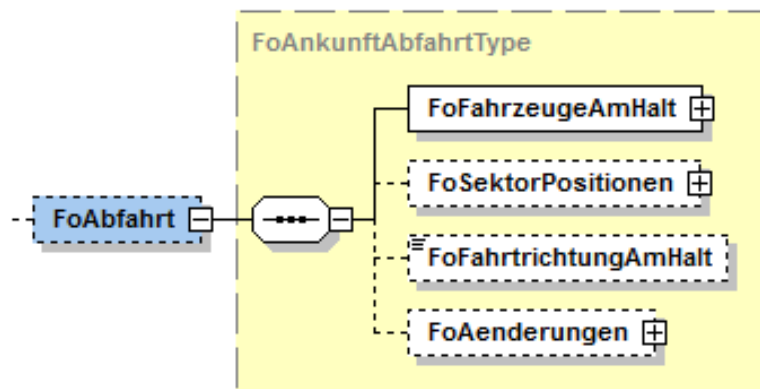 FoAnkunftAbfahrtType
FoFahrzeugeAmHalt
FoSektorPositionen
FoAbfahrt
FoFahrtrichtungAmHalt
FoAenderungen